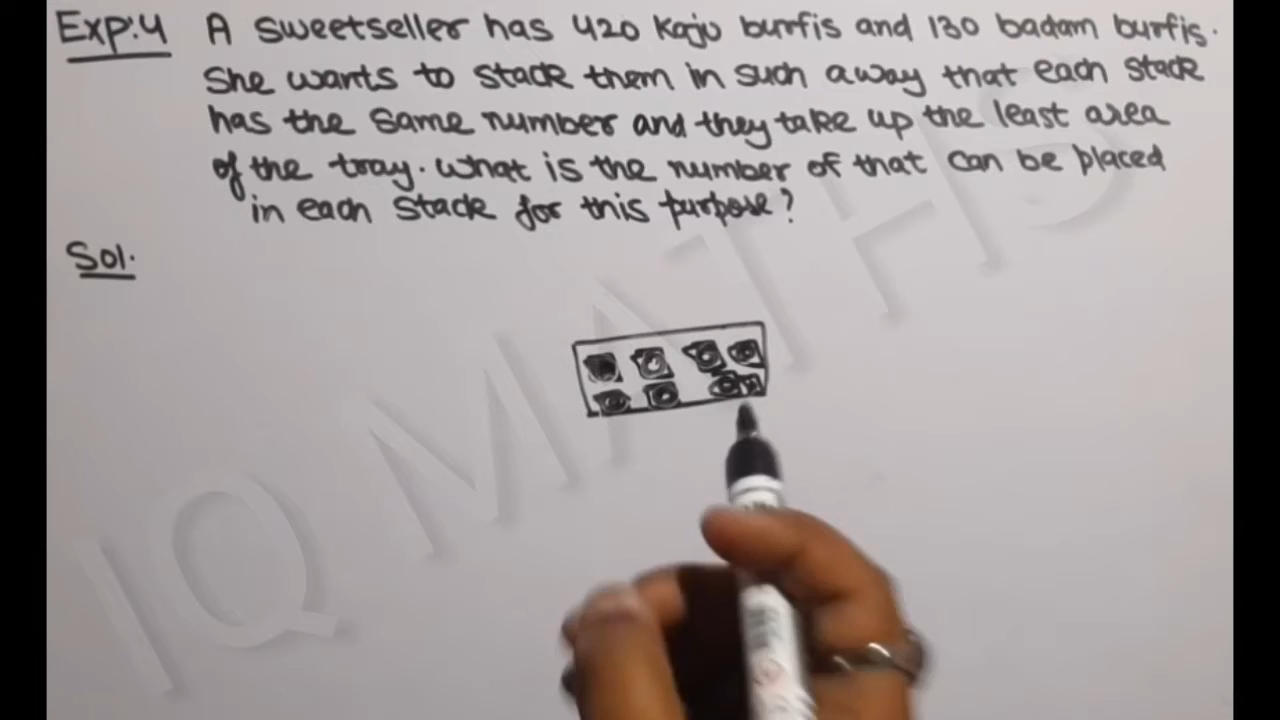 Exp:4 A sweetseller has 420 Kaju burfis and 130 badam burfis.
She wants to stack them in such away that each stack
has the same number and they take up the least area
of the tray. What is the number of that can be placed
in each stack for this purpose?
Sol.
IQ MATHS